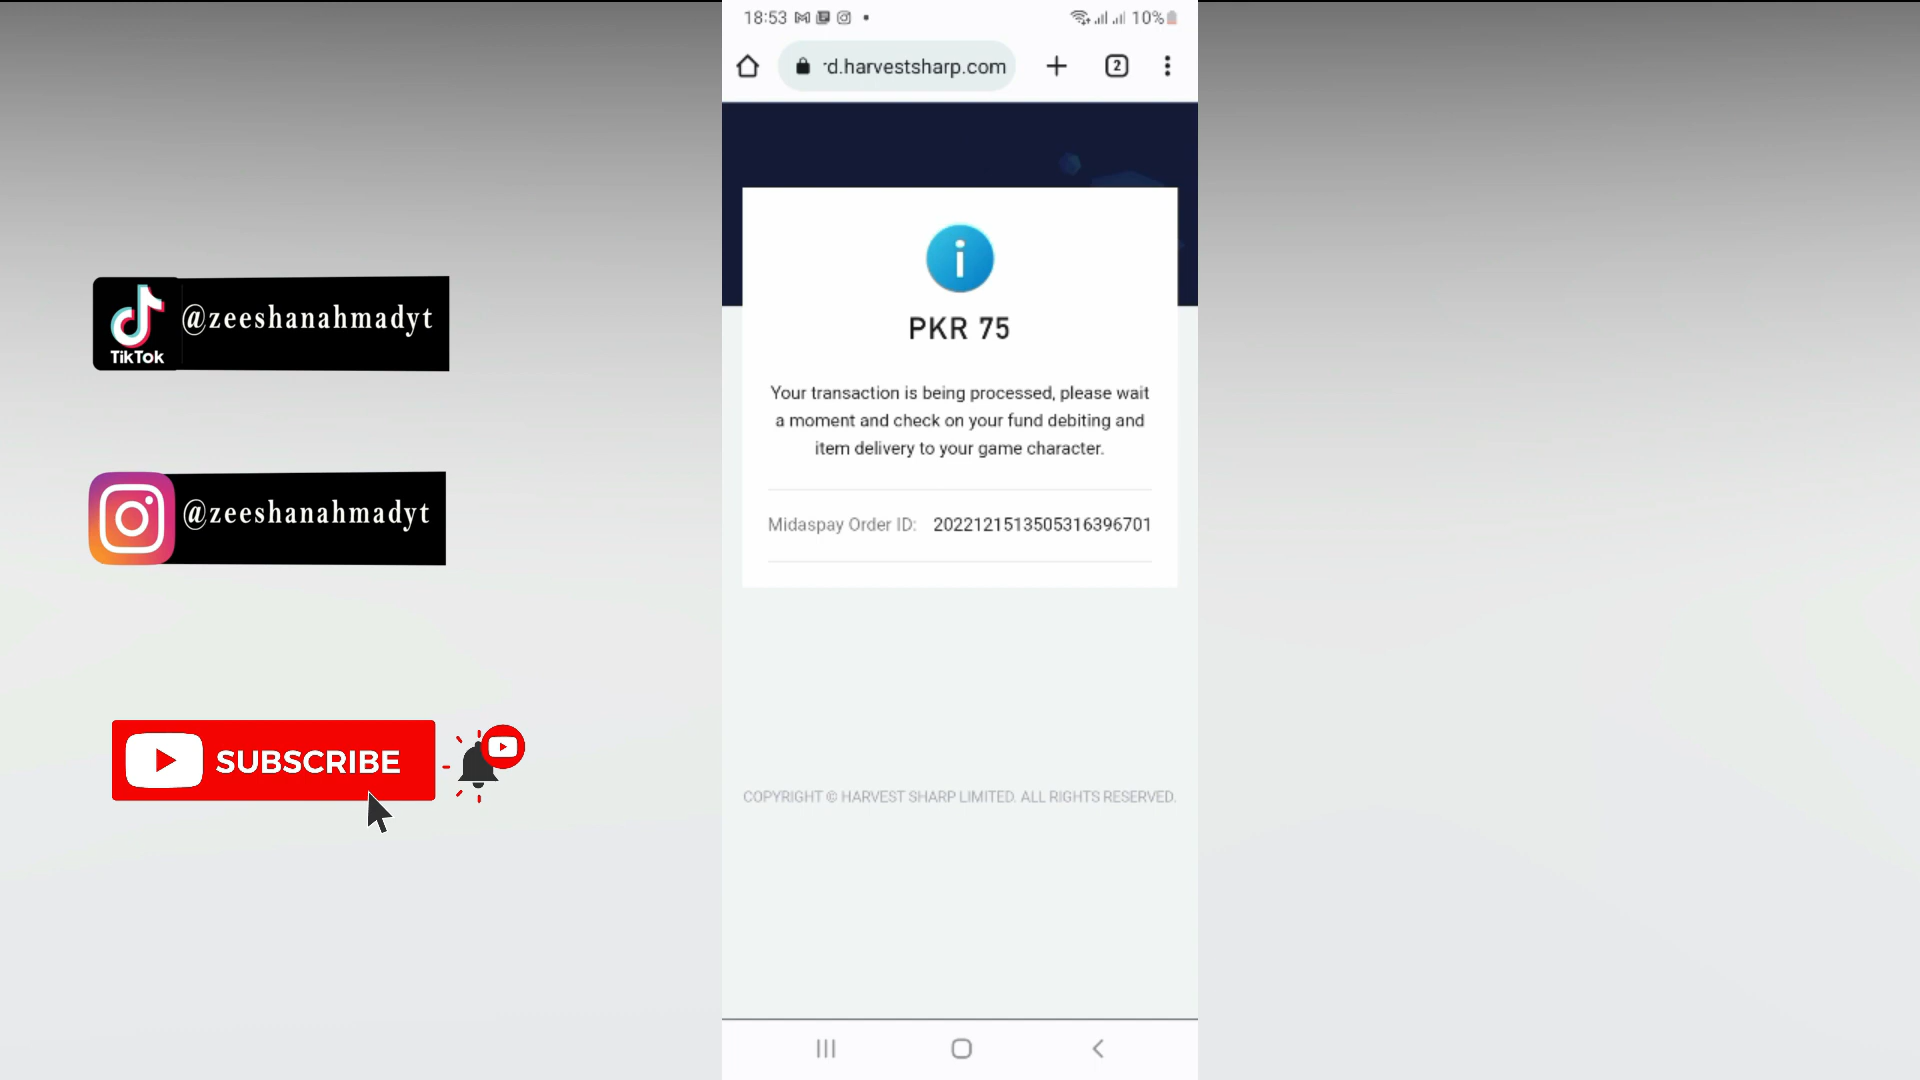 18:53
10%
rd.harvestsharp.com
2
PKR 75
Your transaction is being processed, please wait
a moment and check on your fund debiting and
item delivery to your game character.
Midaspay Order ID: 2022121513505316396701
COPYRIGHT © HARVEST SHARP LIMITED. ALL RIGHTS RESERVED.
TikTok
@zeeshanahmadyt
@zeeshanahmadyt
SUBSCRIBE